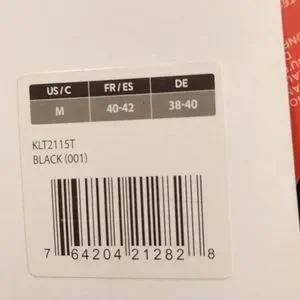 US / C FR / ES DE
M 40-42 38-40
KLT2115T
BLACK (001)
7 64204 21282 8